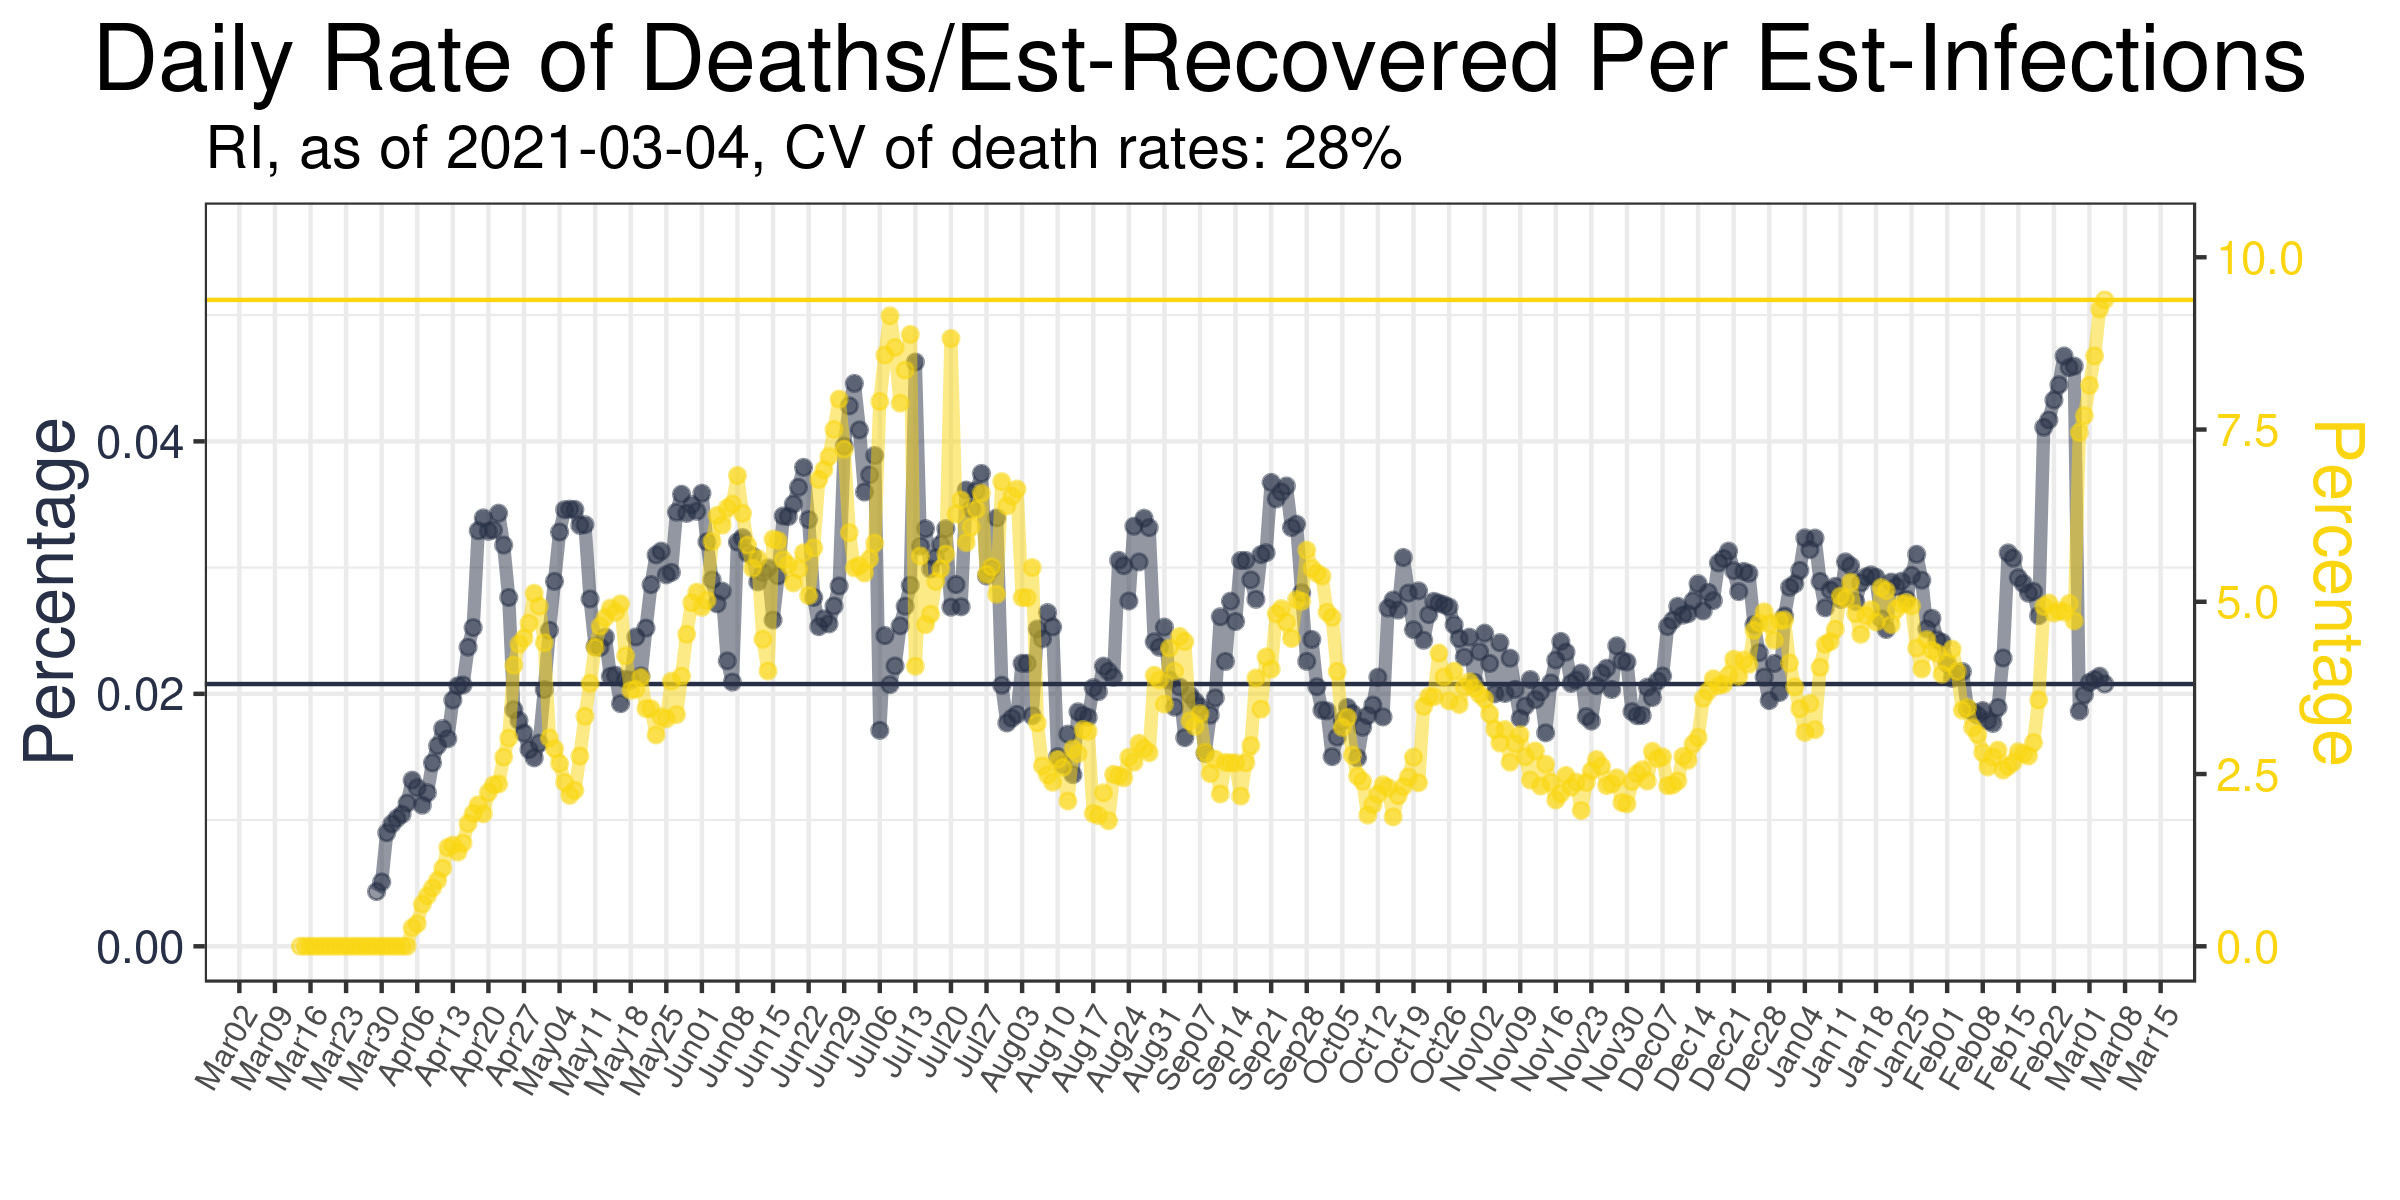 Daily Rate of Deaths/Est-Recovered Per Est-Infections
RI, as of 2021-03-04, CV of death rates: 28%
Percentage
0.04
0.02
0.00
10.0
7.5
5.0
2.5
0.0
Percentage
Mar02
Mar09
Mar16
Mar23
Mar30
Apr06
Apr13
Apr20
Apr27
May04
May11
May18
May25
Jun01
Jun08
Jun15
Jun22
Jun29
Jul06
Jul13
Jul20
Jul27
Aug03
Aug10
Aug17
Aug24
Aug31
Sep07
Sep14
Sep21
Sep28
Oct05
Oct12
Oct19
Oct26
Nov02
Nov09
Nov16
Nov23
Nov30
Dec07
Dec14
Dec21
Dec28
Jan04
Jan11
Jan18
Jan25
Feb01
Feb08
Feb15
Feb22
Mar01
Mar08
Mar15